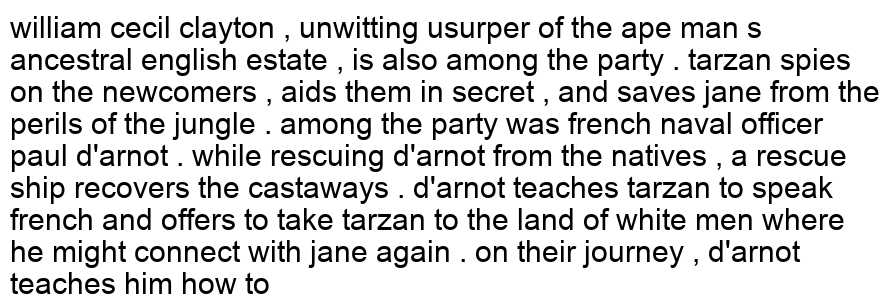 william cecil clayton , unwitting usurper of the ape man s
ancestral english estate , is also among the party . tarzan spies
on the newcomers , aids them in secret , and saves jane from the
perils of the jungle . among the party was french naval officer
paul d'arnot . while rescuing d'arnot from the natives , a rescue
ship recovers the castaways . d'arnot teaches tarzan to speak
french and offers to take tarzan to the land of white men where
he might connect with jane again . on their journey , d'arnot
teaches him how to